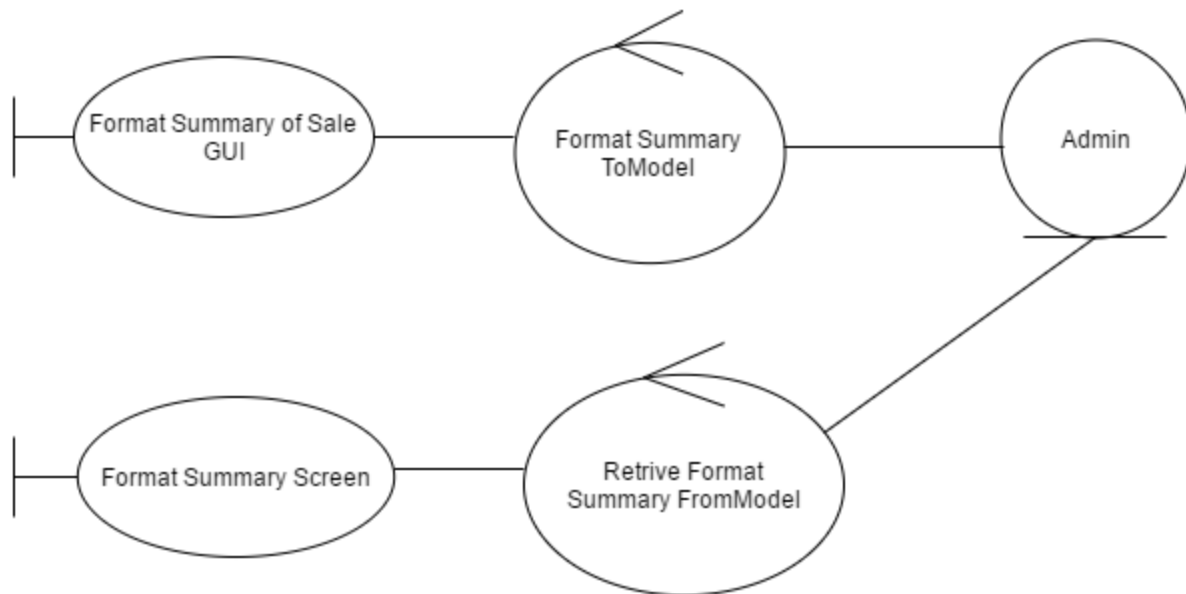 Format Summary of Sale
GUI
Format Summary
ToModel
Admin
Format Summary Screen
Retrive Format
Summary FromModel